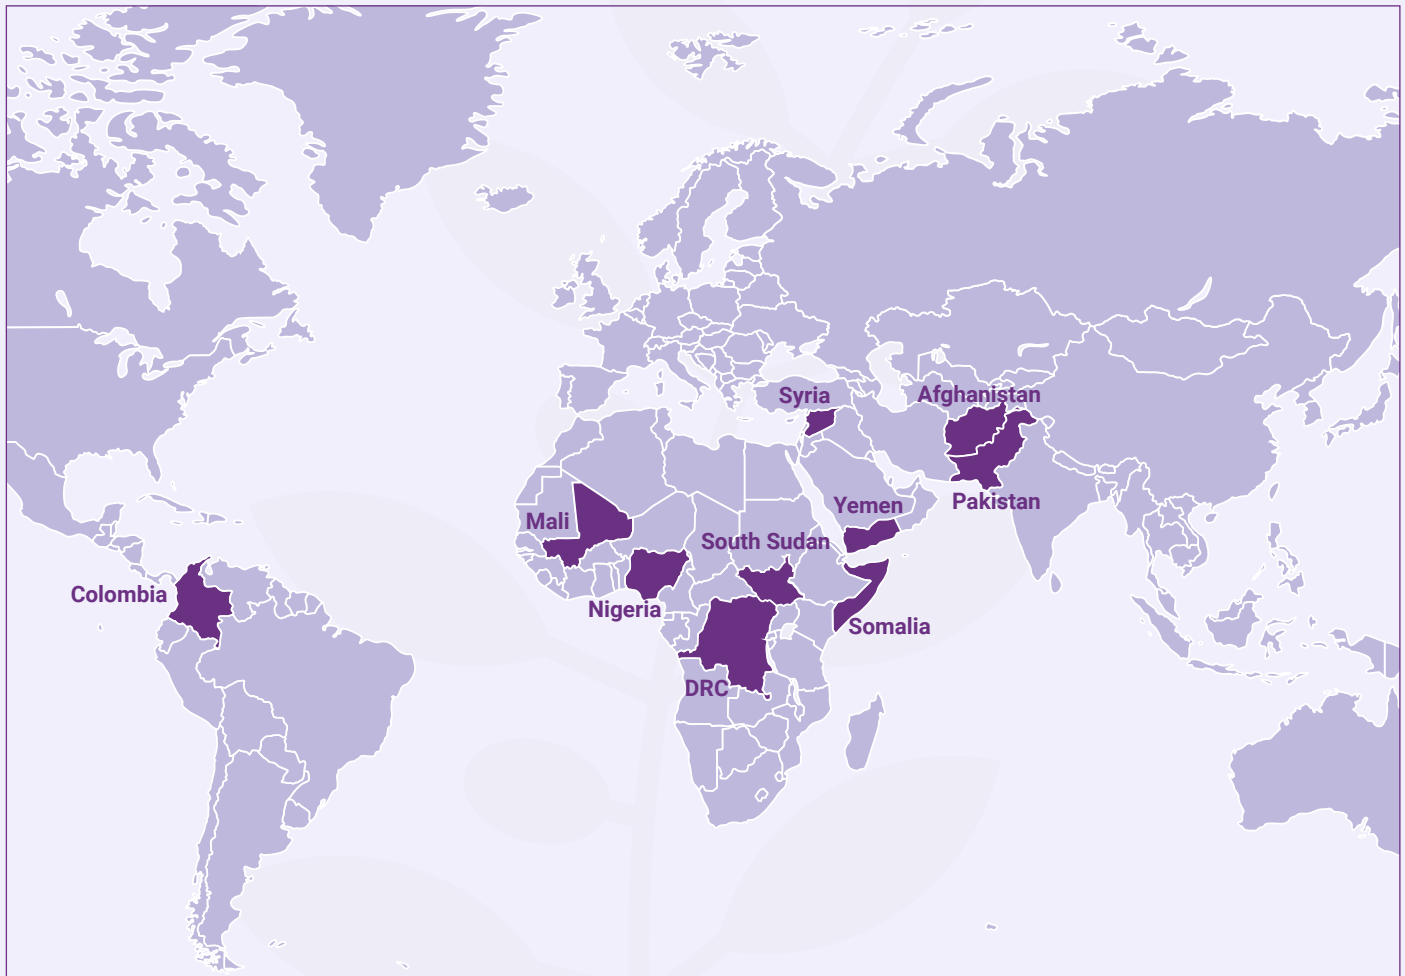 Syria
Afghanistan
Pakistan
Yemen
Mali
South Sudan
Colombia
Nigeria
Somalia
DRC